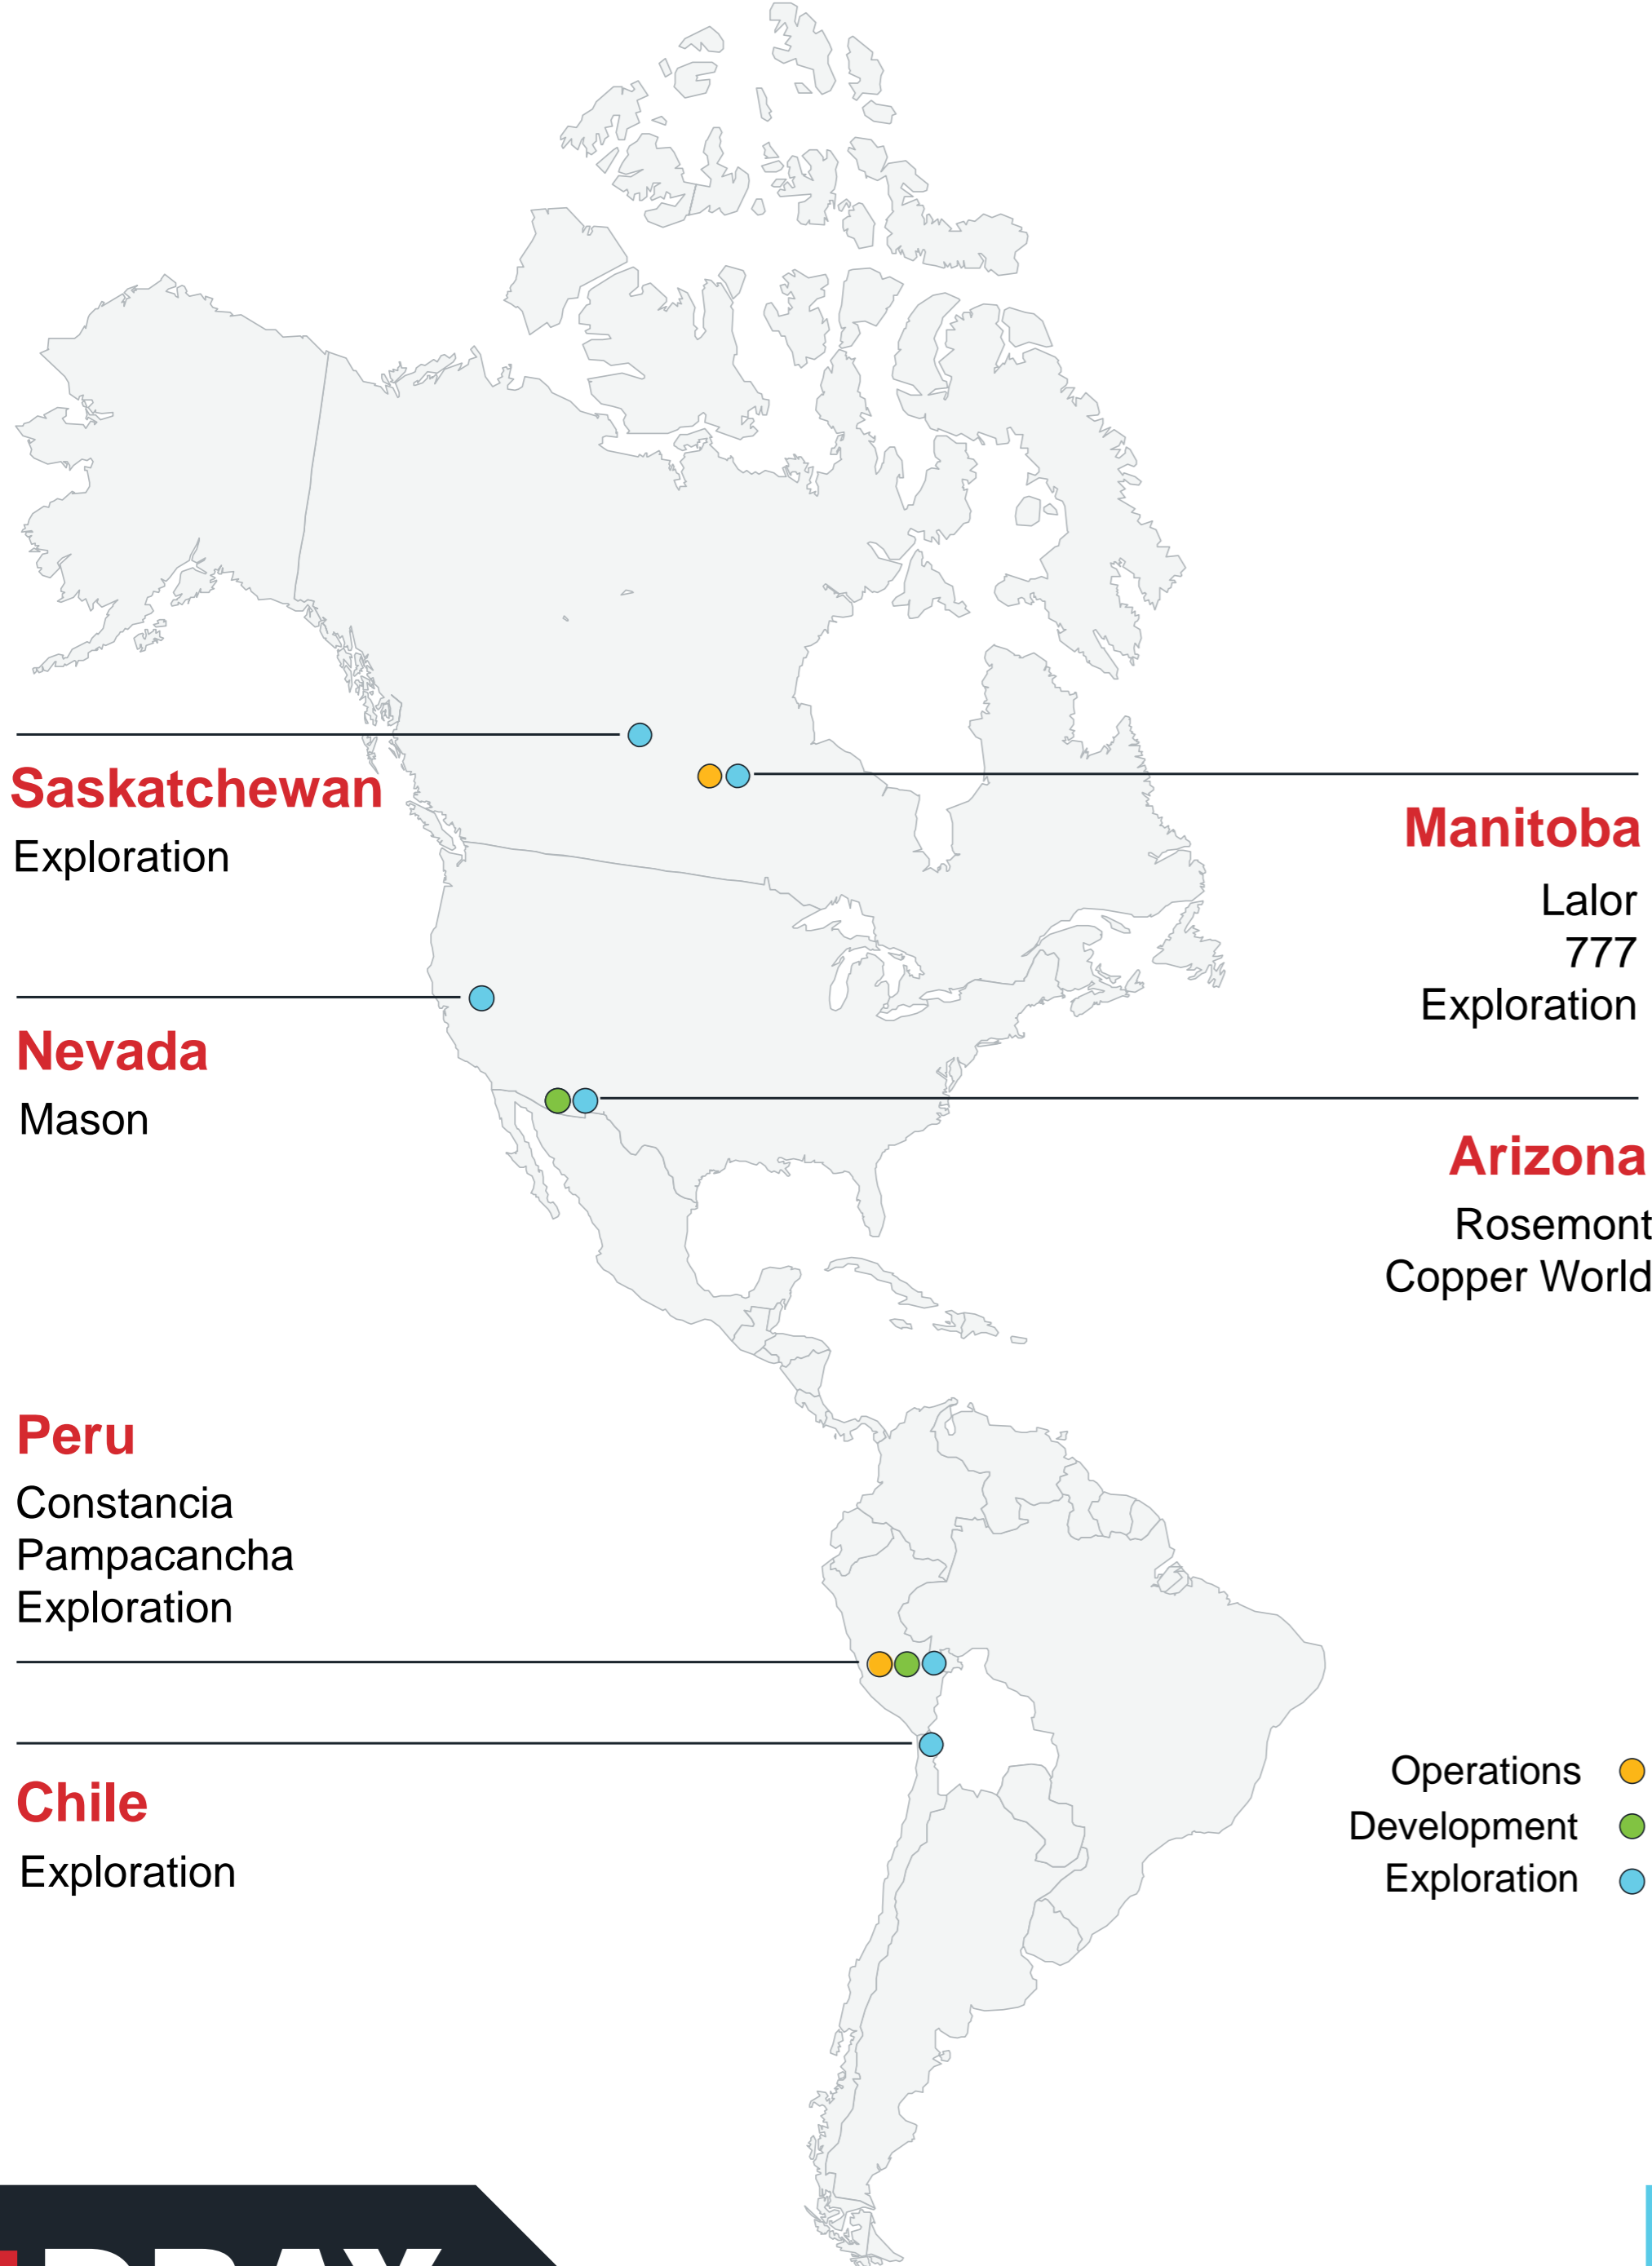 Saskatchewan
Exploration
Manitoba
Lalor
777
Exploration
Nevada
Mason
Arizona
Rosemont
Copper World
Peru
Constancia
Pampacancha
Exploration
Chile
Exploration
Operations
Development
Exploration